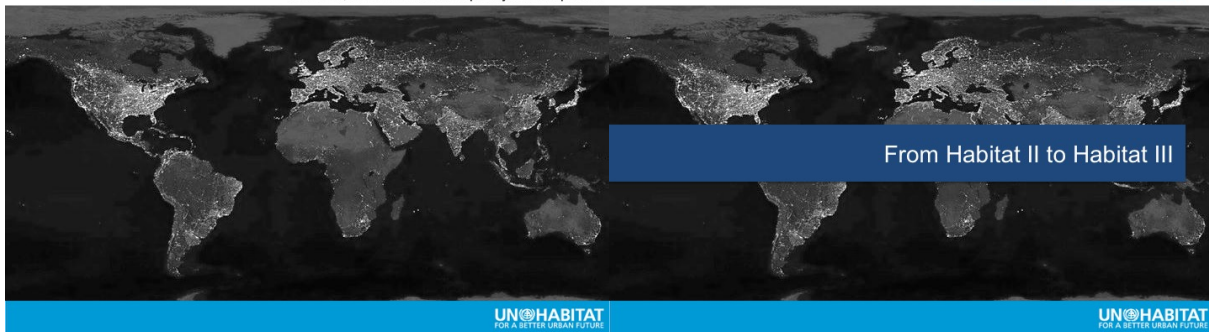 From Habitat II to Habitat III
UN HABITAT
FOR A BETTER URBAN FUTURE
UN HABITAT
FOR A BETTER URBAN FUTURE